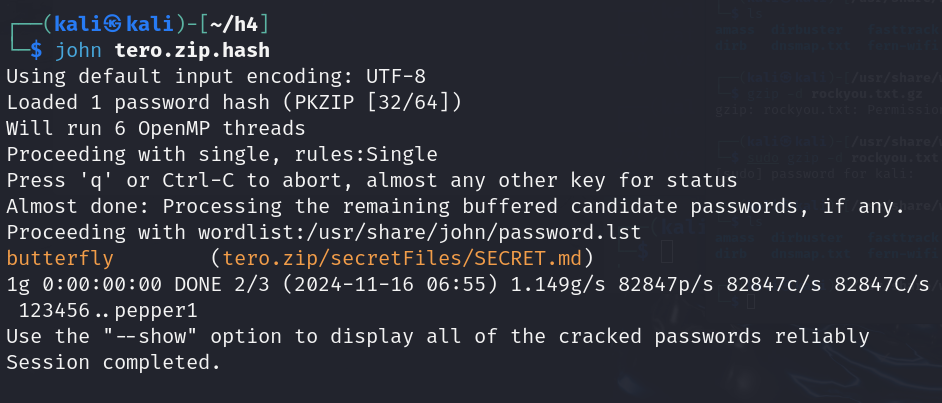 ┌──(kali㉿kali)-[~/h4]
└─$ john tero.zip.hash
Using default input encoding: UTF-8
Loaded 1 password hash (PKZIP [32/64])
Will run 6 OpenMP threads
Proceeding with single, rules:Single
Press 'q' or Ctrl-C to abort, almost any other key for status
Almost done: Processing the remaining buffered candidate passwords, if any.
Proceeding with wordlist:/usr/share/john/password.lst
butterfly        (tero.zip/secretFiles/SECRET.md)
1g 0:00:00:00 DONE 2/3 (2024-11-16 06:55) 1.149g/s 82847p/s 82847c/s 82847C/s
 123456..pepper1
Use the "--show" option to display all of the cracked passwords reliably
Session completed.